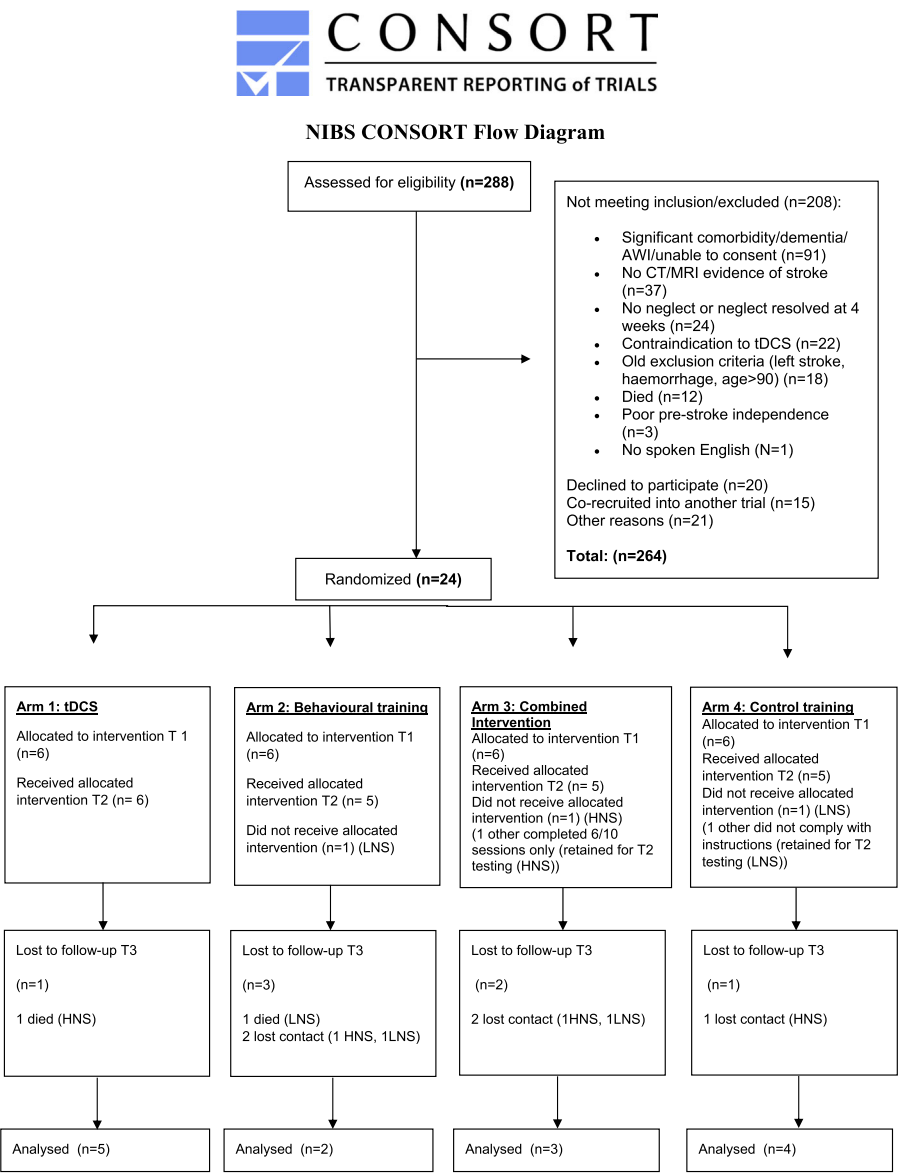 CONSORT
TRANSPARENT REPORTING of TRIALS
NIBS CONSORT Flow Diagram
Assessed for eligibility (n=288)
Not meeting inclusion/excluded (n=208):
• Significant comorbidity/dementia/
AWI/unable to consent (n=91)
• No CT/MRI evidence of stroke
(n=37)
• No neglect or neglect resolved at 4
weeks (n=24)
• Contraindication to tDCS (n=22)
• Old exclusion criteria (left stroke,
haemorrhage, age>90) (n=18)
• Died (n=12)
• Poor pre-stroke independence
(n=3)
• No spoken English (N=1)
Declined to participate (n=20)
Co-recruited into another trial (n=15)
Other reasons (n=21)
Total: (n=264)
Randomized (n=24)
Arm 1: tDCS
Allocated to intervention T 1
(n=6)
Received allocated
intervention T2 (n= 6)
Arm 2: Behavioural training
Allocated to intervention T1
(n=6)
Received allocated
intervention T2 (n= 5)
Did not receive allocated
intervention (n=1) (LNS)
Arm 3: Combined
Intervention
Allocated to intervention T1
(n=6)
Received allocated
intervention T2 (n= 5)
Did not receive allocated
intervention (n=1) (HNS)
(1 other completed 6/10
sessions only (retained for T2
testing (HNS))
Arm 4: Control training
Allocated to intervention T1
(n=6)
Received allocated
intervention T2 (n=5)
Did not receive allocated
intervention (n=1) (LNS)
(1 other did not comply with
instructions (retained for T2
testing (LNS))
Lost to follow-up T3
(n=1)
1 died (HNS)
Lost to follow-up T3
(n=3)
1 died (LNS)
2 lost contact (1 HNS, 1LNS)
Lost to follow-up T3
(n=2)
2 lost contact (1HNS, 1LNS)
Lost to follow-up T3
(n=1)
1 lost contact (HNS)
Analysed (n=5)
Analysed (n=2)
Analysed (n=3)
Analysed (n=4)